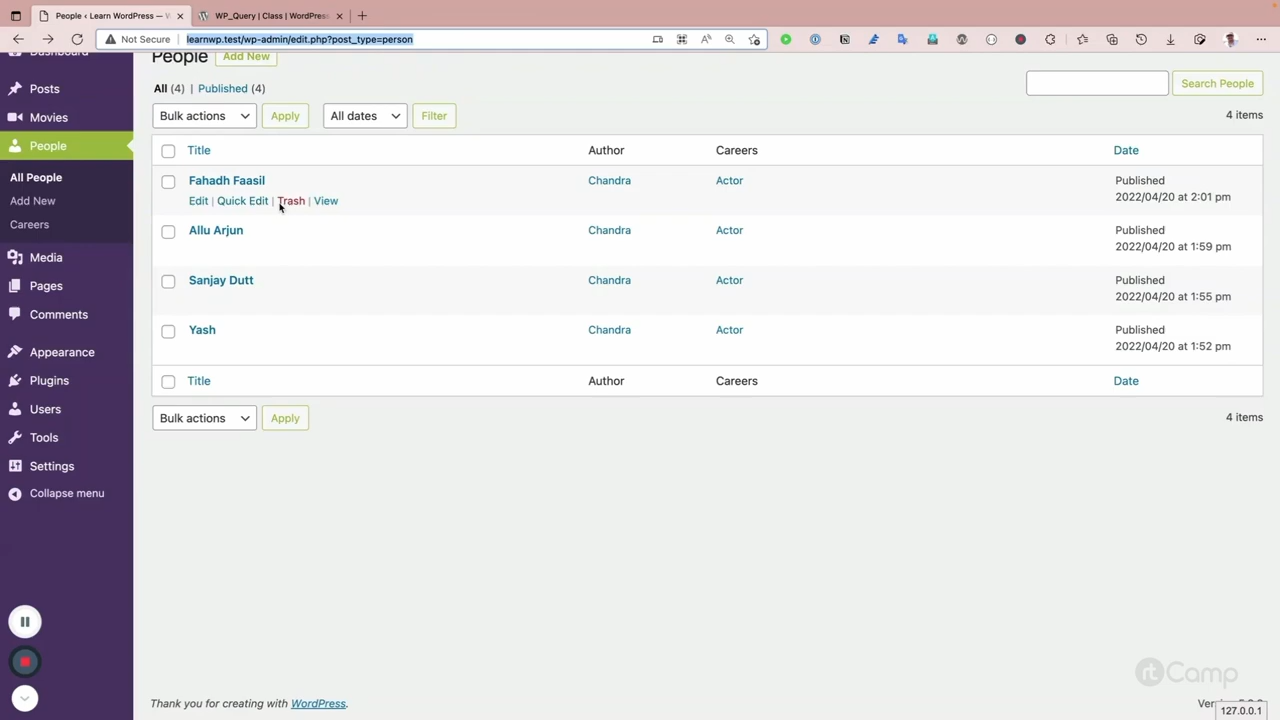 People ‹ Learn WordPress — W
WP_Query | Class | WordPress
Not Secure
learnwp.test/wp-admin/edit.php?post_type=person
Dashboard
Posts
Movies
People
All People
Add New
Careers
Media
Pages
Comments
Appearance
Plugins
Users
Tools
Settings
Collapse menu
People Add New
All (4) | Published (4)
Search People
Bulk actions Apply All dates Filter 4 items
Title Author Careers Date
Fahadh Faasil Chandra Actor Published
2022/04/20 at 2:01 pm
Edit | Quick Edit | Trash | View
Allu Arjun Chandra Actor Published
2022/04/20 at 1:59 pm
Sanjay Dutt Chandra Actor Published
2022/04/20 at 1:55 pm
Yash Chandra Actor Published
2022/04/20 at 1:52 pm
Title Author Careers Date
Bulk actions Apply 4 items
rtCamp
Thank you for creating with WordPress.
127.0.0.1